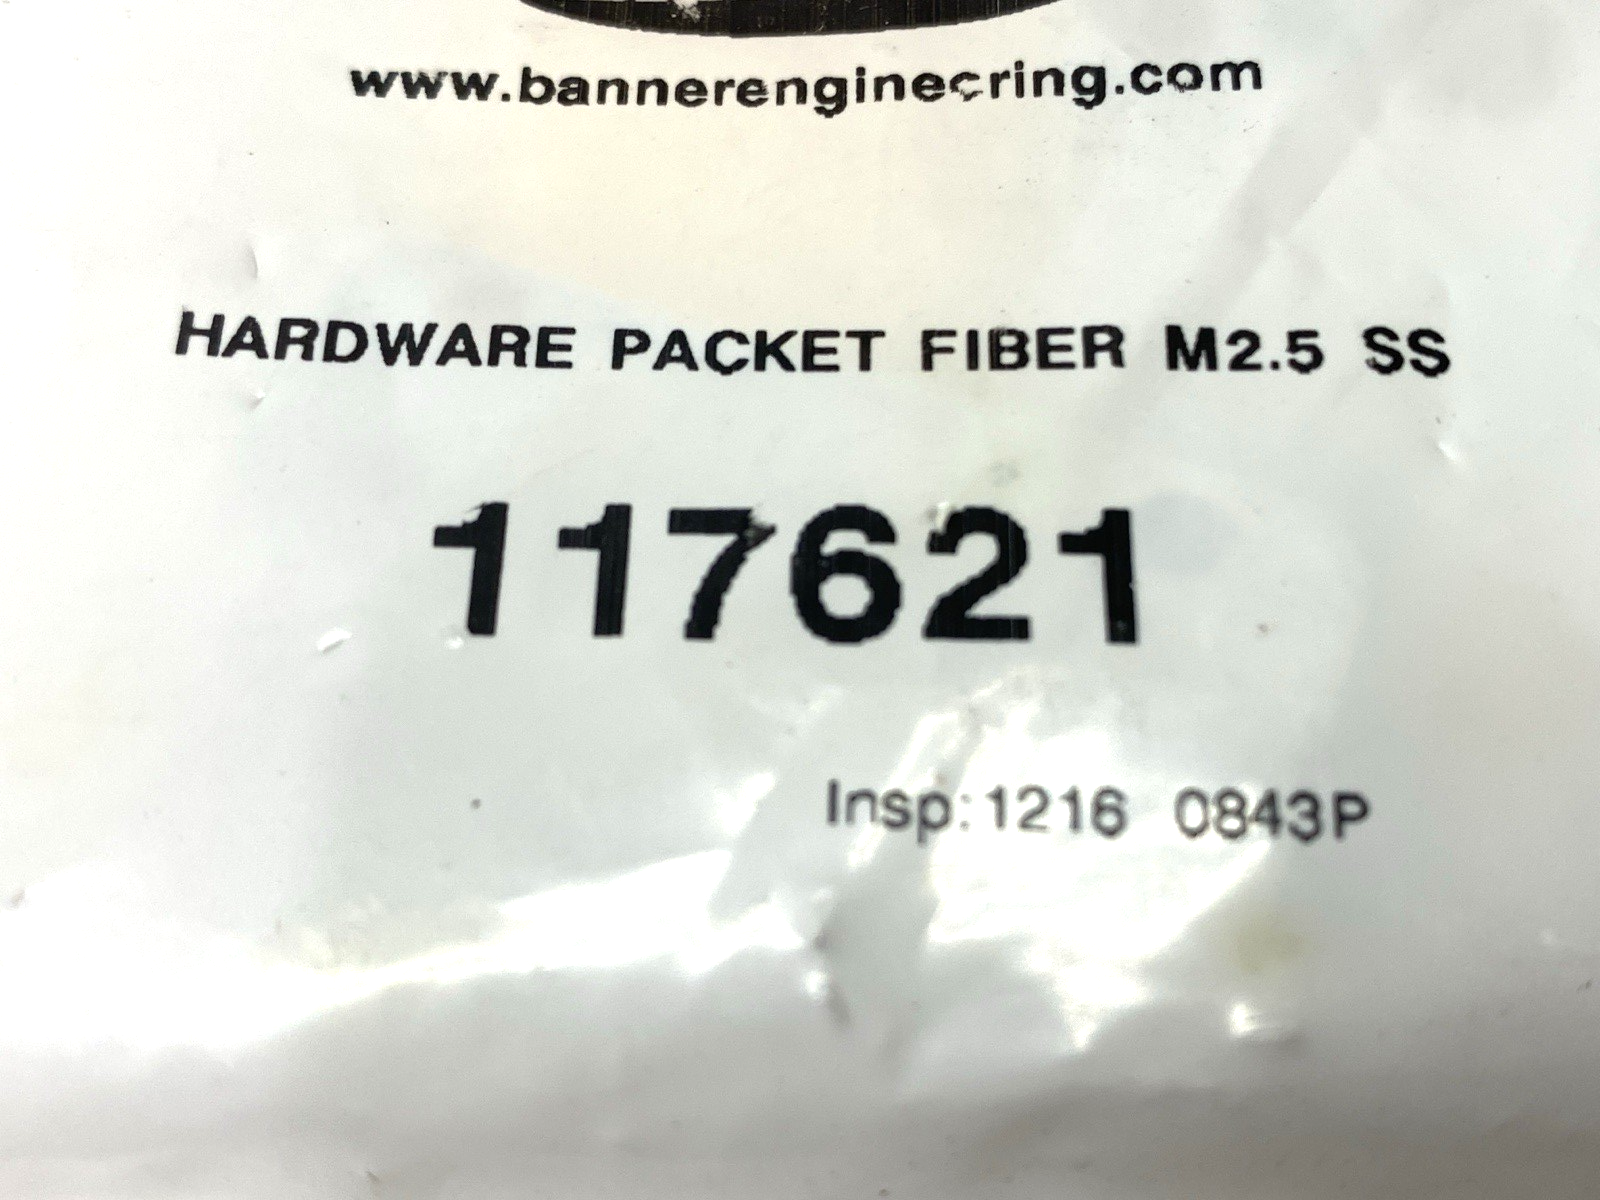 www.bannerengineering.com
HARDWARE PACKET FIBER M2.5 SS
117621
Insp:1216 0843P